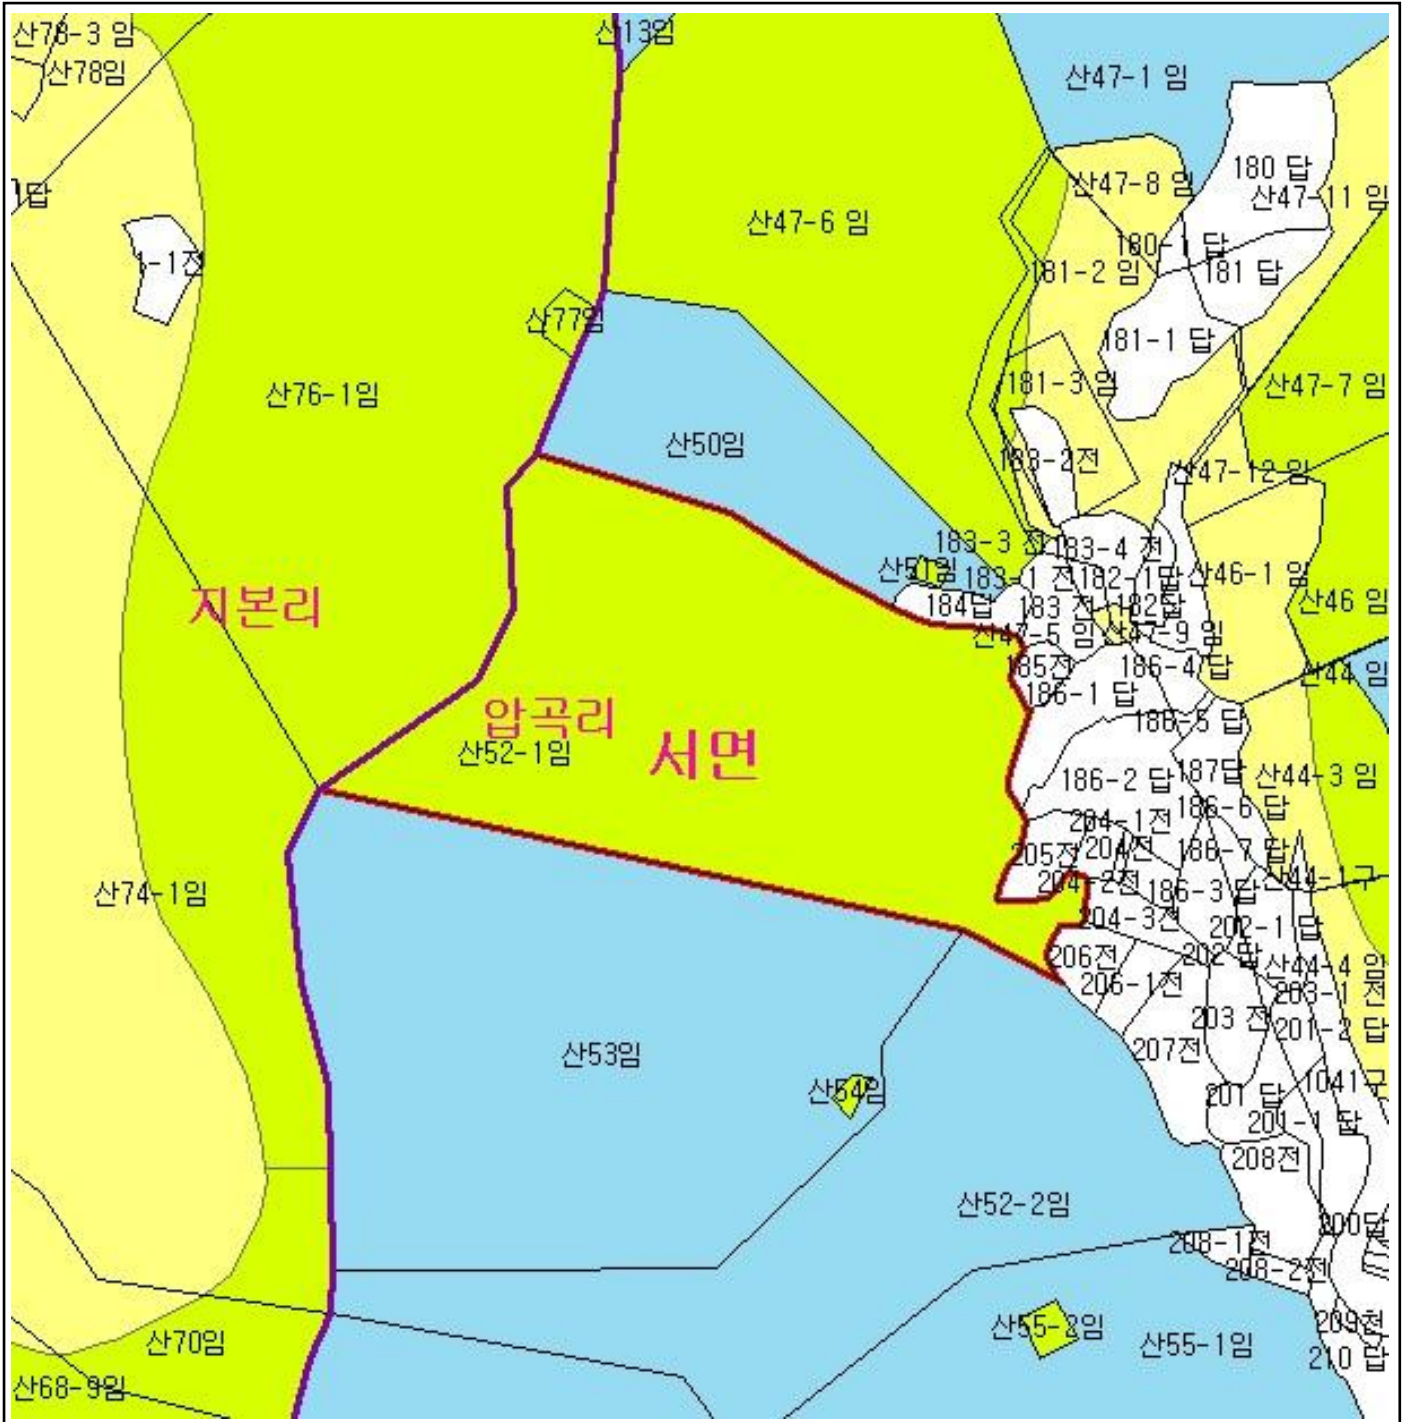 산78-3 임
산13임
산78임
산47-1 임
180 답
산47-8 임
산47-11 임
산47-6 임
180-1 답
1-1전
181-2 임
181 답
산77임
181-1 답
181-3 임
산47-7 임
산76-1임
산50임
183-2전
산47-12 임
183-3 전
183-4 전
산51임
183-1 전
182-1답
산46-1 임
184답
183 전
182답
산46 임
지본리
산47-5 임
산47-9 임
185전
186-4 답
산44 임
186-1 답
압곡리
186-5 답
서면
산52-1임
186-2 답
187답
산44-3 임
186-6 답
204-1전
205전
204전
186-7 답
204-2전
186-3 답
산44-1구
산74-1임
204-3전
202-1 답
206전
202 답
산44-4 임
206-1전
203-1 전
203 전
201-2 답
산53임
207전
산54임
201 답
1041구
201-1 답
208전
산52-2임
200답
208-1전
208-2전
산55-2임
209전
산70임
산55-1임
210 답
산68-9임